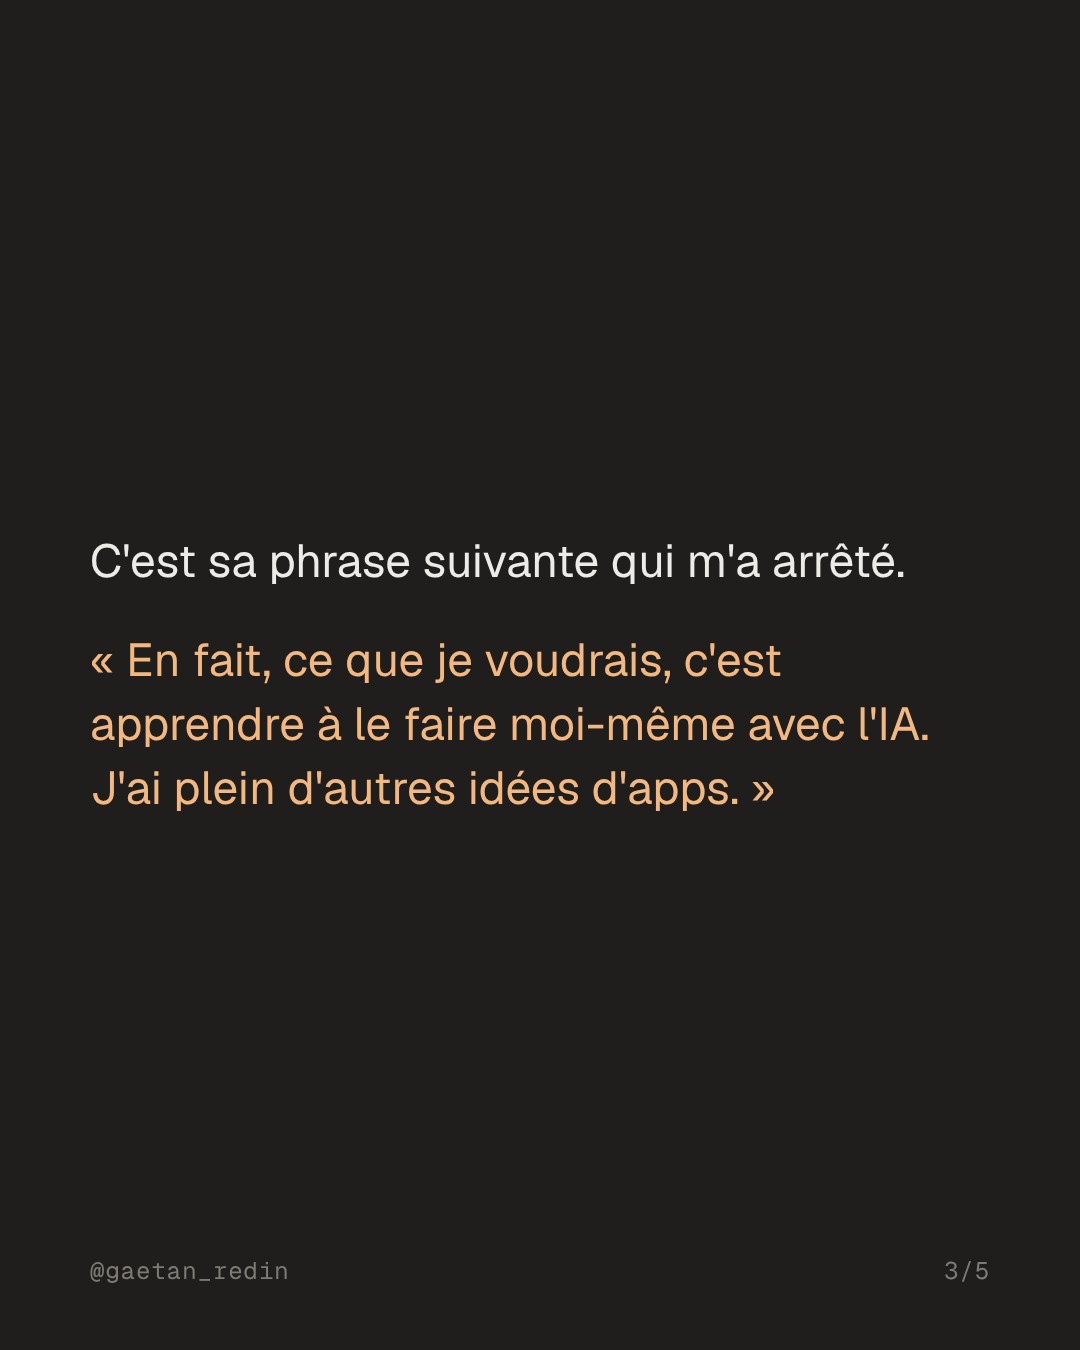 C'est sa phrase suivante qui m'a arrêté.
« En fait, ce que je voudrais, c'est
apprendre à le faire moi-même avec l'IA.
J'ai plein d'autres idées d'apps. »
@gaetan_redin
3/5